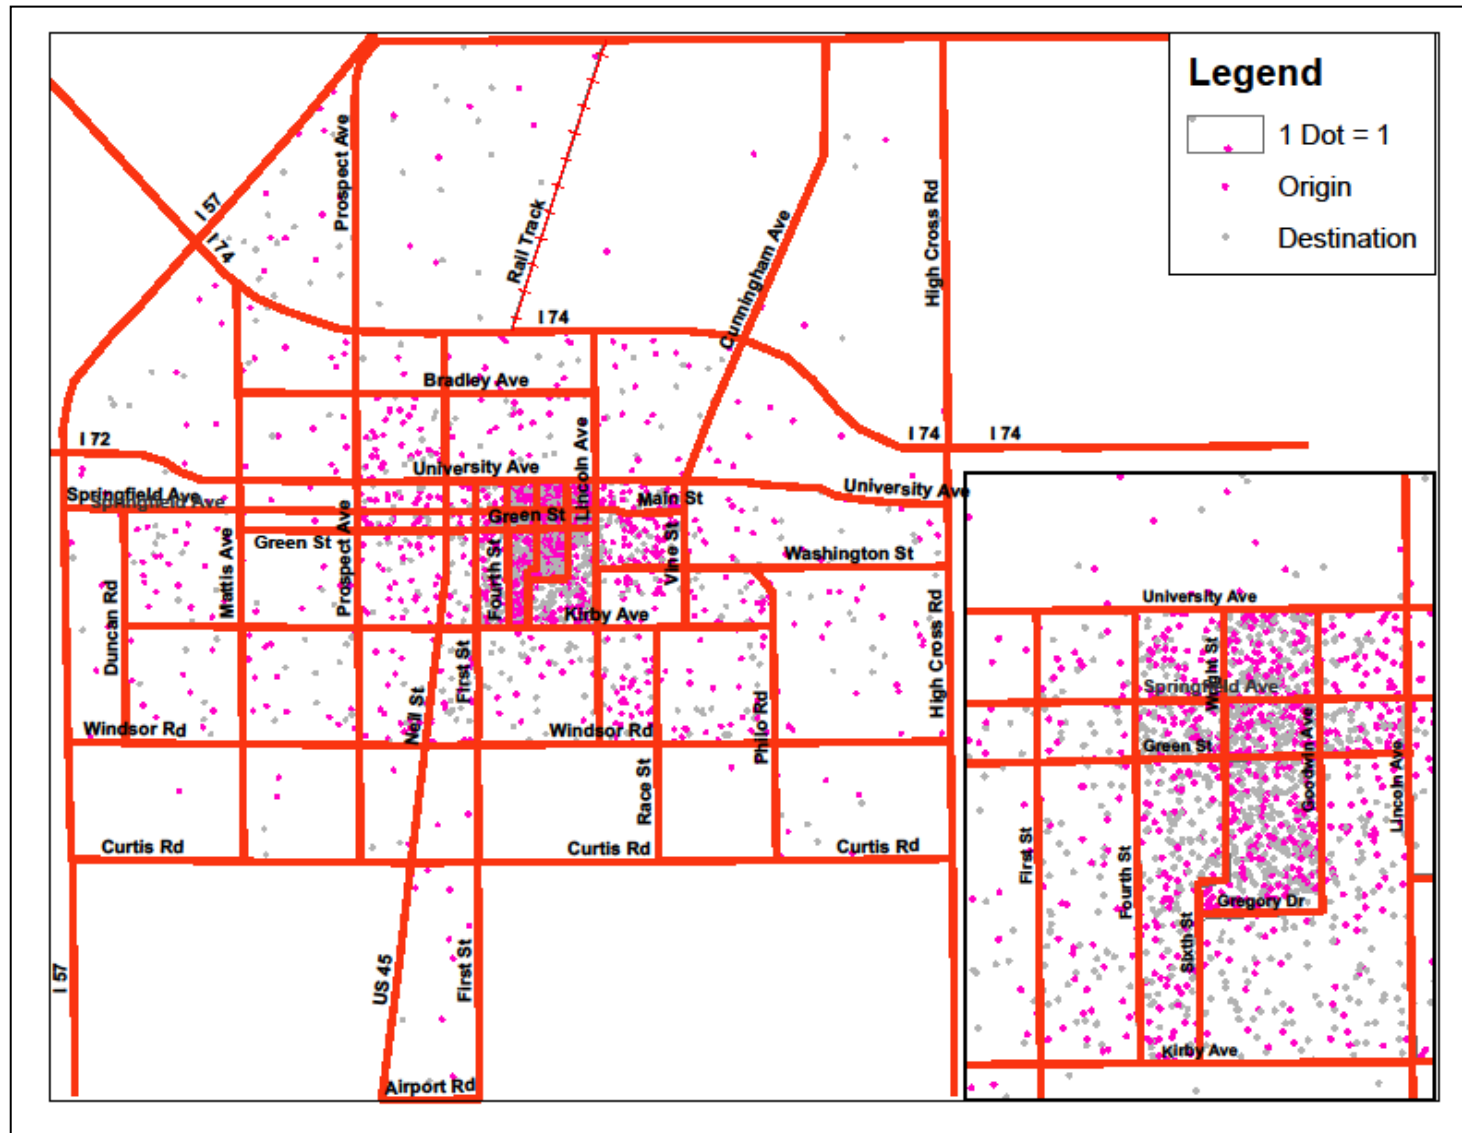 Legend
1 Dot = 1
Origin
Destination
Prospect Ave
I 57
I 74
Rail Track
Cunningham Ave
High Cross Rd
I 74
Bradley Ave
I 72
Lincoln Ave
I 74
I 74
University Ave
Springfield Ave
Springfield Ave
Main St
University Ave
Green St
Green St
Mattis Ave
Prospect Ave
Fourth St
Vine St
Washington St
Duncan Rd
Kirby Ave
High Cross Rd
First St
Neil St
Philo Rd
Windsor Rd
Windsor Rd
Race St
Curtis Rd
Curtis Rd
Curtis Rd
I 57
US 45
First St
Airport Rd
University Ave
Wright St
Springfield Ave
Green St
Goodwin Ave
Lincoln Ave
First St
Fourth St
Gregory Dr
Sixth St
Kirby Ave